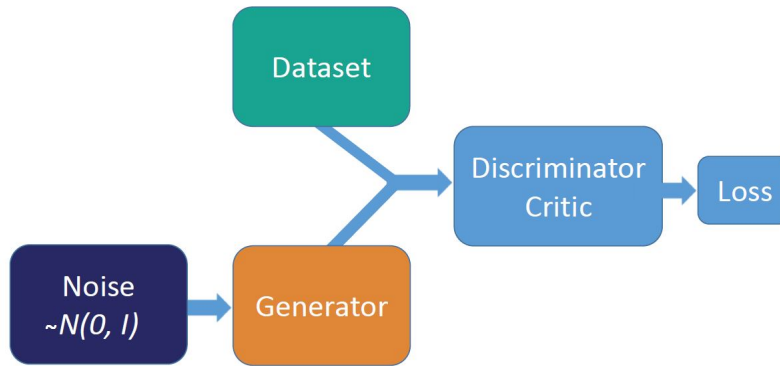 Dataset
Discriminator
Critic
Loss
Noise
~N(0, I)
Generator